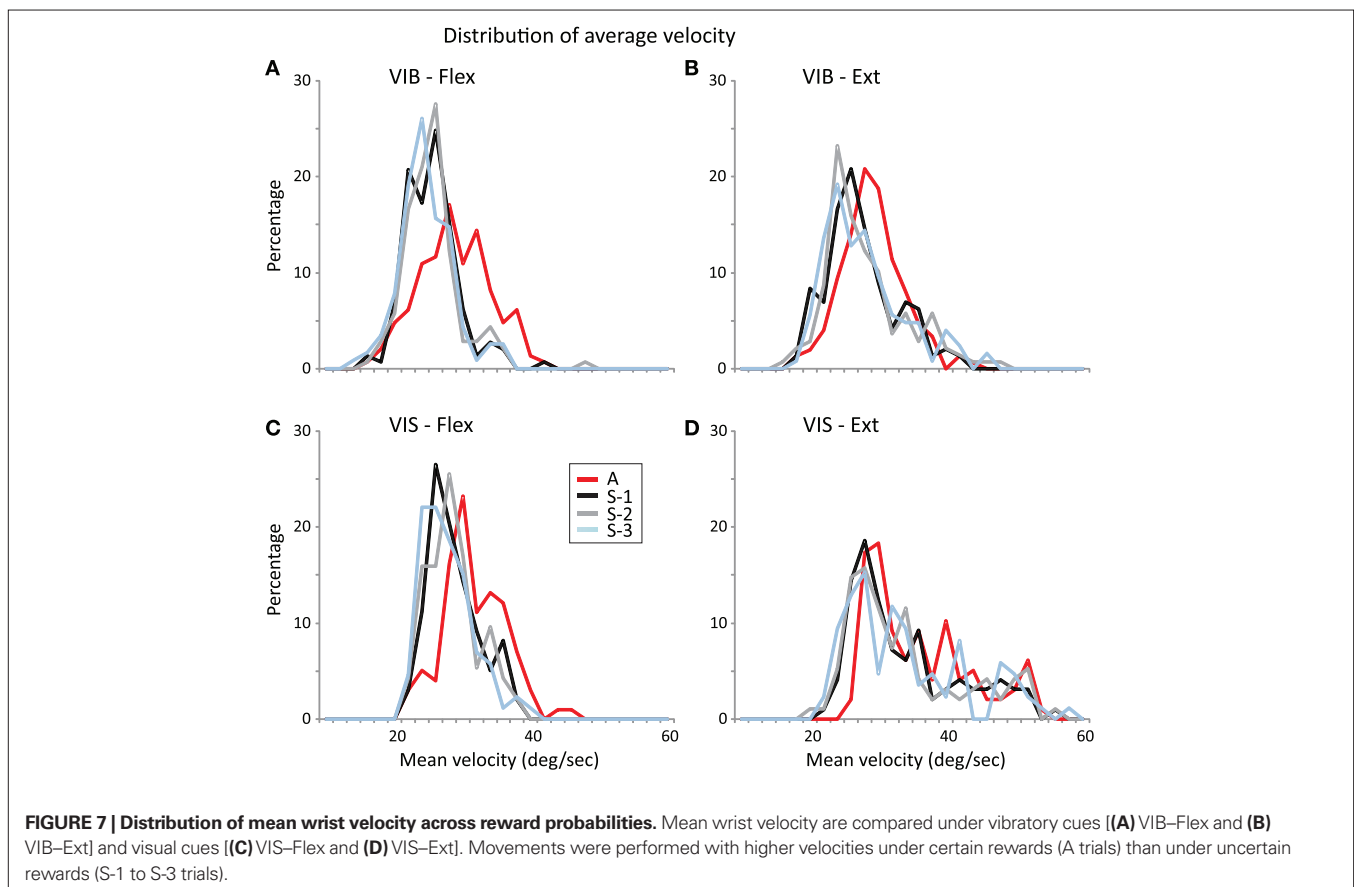 Distribution of average velocity
A
VIB - Flex
30
20
10
0
Percentage
B
VIB - Ext
30
20
10
0
C
VIS - Flex
30
20
10
0
Percentage
20
40
60
Mean velocity (deg/sec)
A
S-1
S-2
S-3
D
VIS - Ext
30
20
10
0
20
40
60
Mean velocity (deg/sec)
FIGURE 7 | Distribution of mean wrist velocity across reward probabilities. Mean wrist velocity are compared under vibratory cues [(A) VIB–Flex and (B)
VIB–Ext] and visual cues [(C) VIS–Flex and (D) VIS–Ext]. Movements were performed with higher velocities under certain rewards (A trials) than under uncertain
rewards (S-1 to S-3 trials).